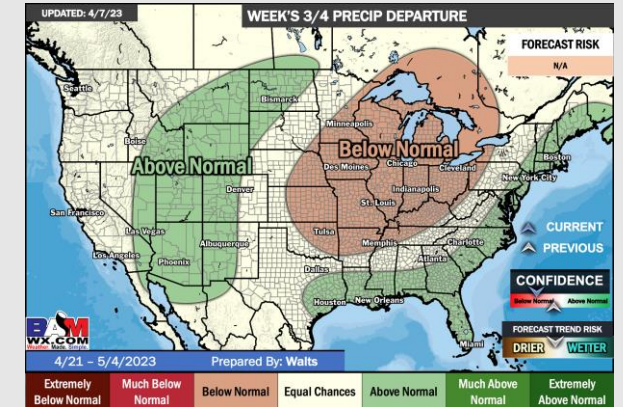 UPDATED: 4/7/23
WEEK'S 3/4 PRECIP DEPARTURE
FORECAST RISK
N/A
Seattle
Bismarck
Minneapolis
Boise
Above Normal
Below Normal
Boston
Des Moines
Chicago
Cleveland
New York City
Denver
Indianapolis
St. Louis
San Francisco
Las Vegas
Tulsa
CURRENT
Albuquerque
Memphis
Charlotte
PREVIOUS
Los Angeles
Phoenix
Atlanta
Dallas
CONFIDENCE
Below Normal
Above Normal
Houston
New Orleans
FORECAST TREND RISK
BAM
WX.COM
Weather. Made. Simple.
Miami
DRIER
WETTER
4/21 - 5/4/2023
Prepared By: Walts
Extremely Below Normal
Much Below Normal
Below Normal
Equal Chances
Above Normal
Much Above Normal
Extremely Above Normal